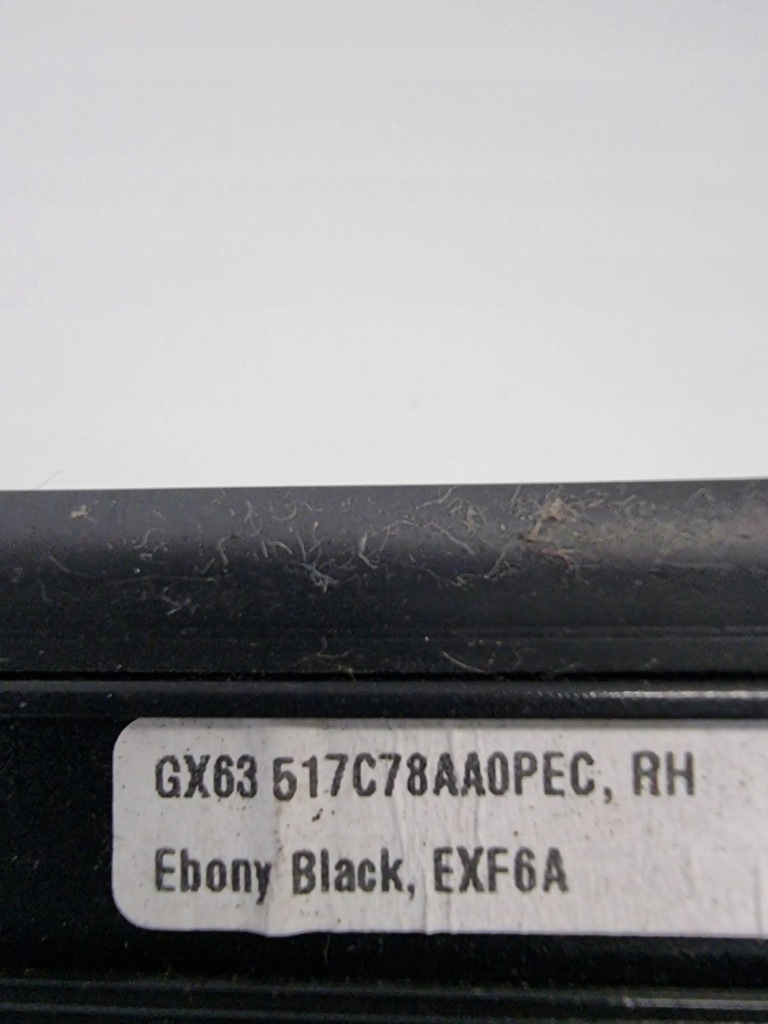 GX63 517C78AA0PEC, RH
Ebony Black, EXF6A